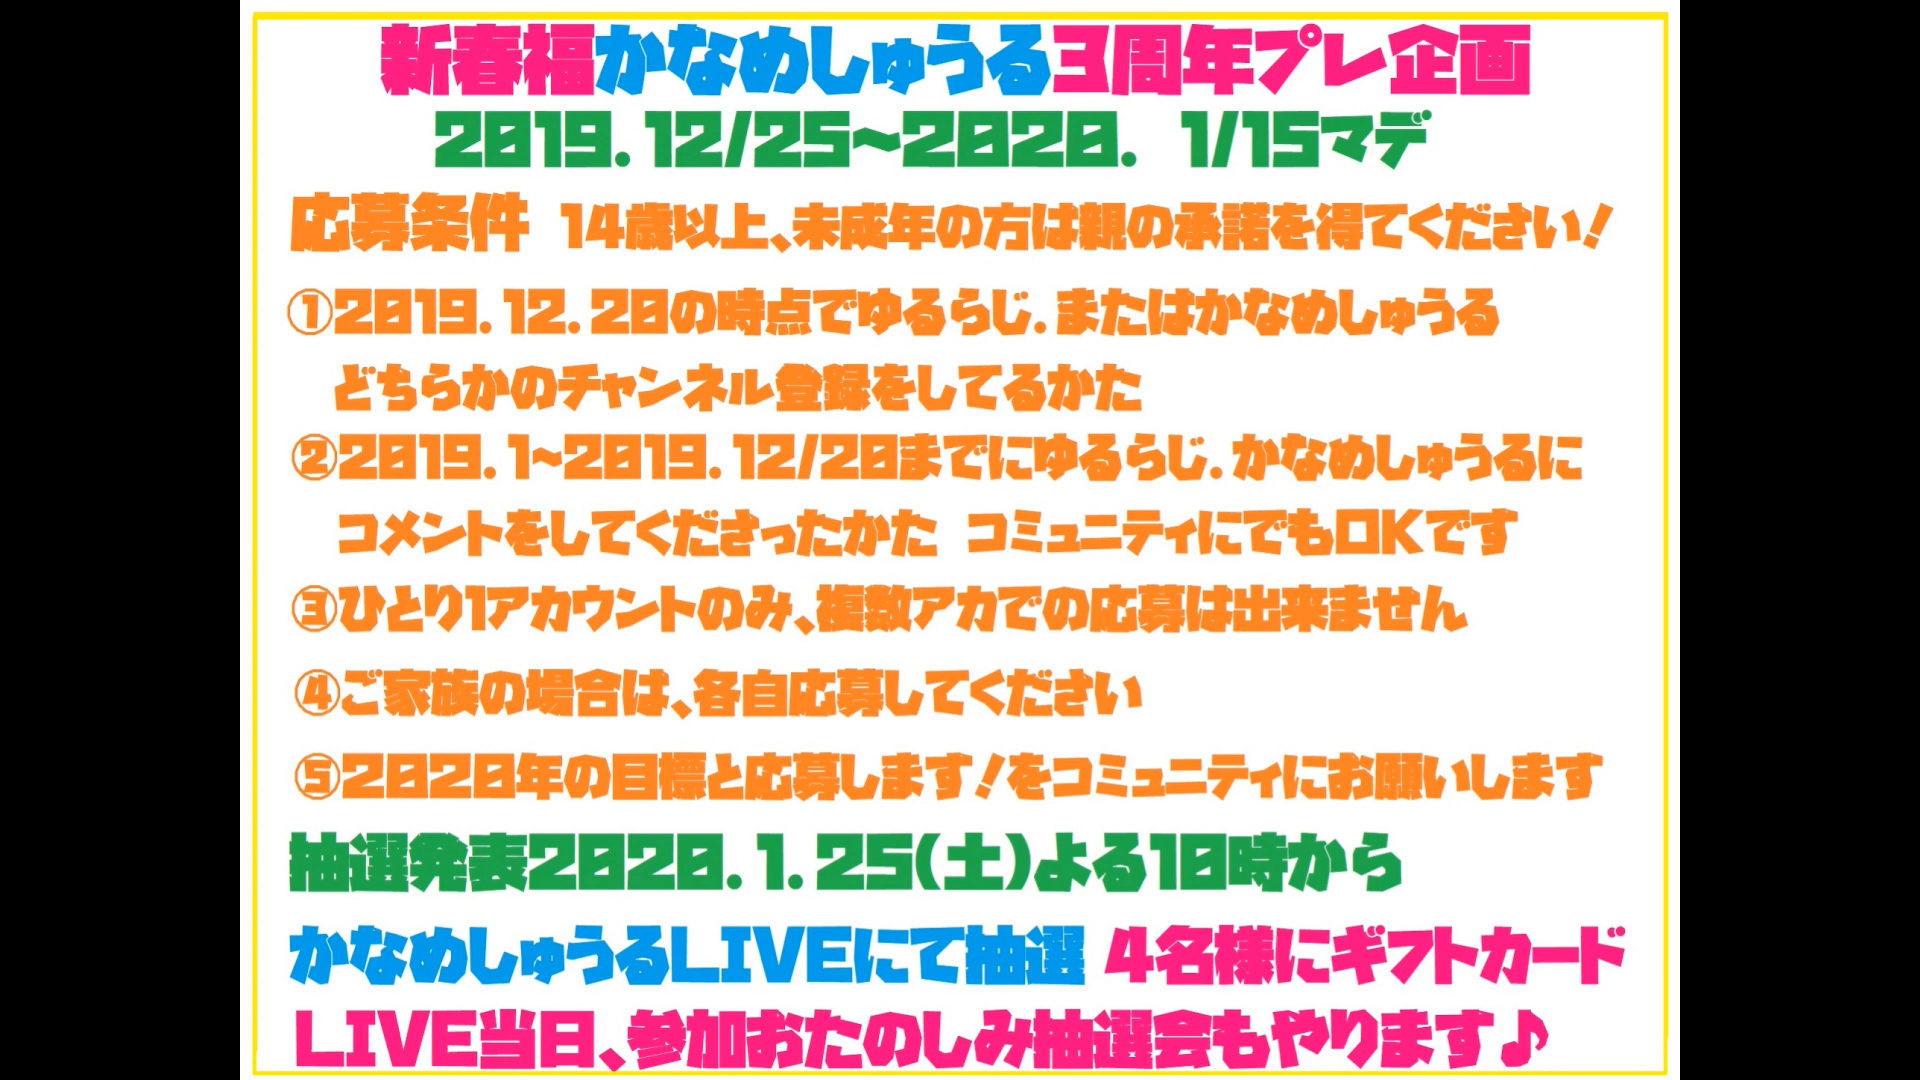 新春福かなめしゅうる3周年プレ企画
2019.12/25~2020. 1/15マデ
応募条件 14歳以上、未成年の方は親の承諾を得てください!
①2019.12.20の時点でゆるらじ.またはかなめしゅうる
どちらかのチャンネル登録をしてるかた
②2019.1~2019.12/20までにゆるらじ.かなめしゅうるに
コメントをしてくださったかた コミュニティにでもOKです
③ひとり1アカウントのみ、複数アカでの応募は出来ません
④ご家族の場合は、各自応募してください
⑤2020年の目標と応募します!をコミュニティにお願いします
抽選発表2020.1.25(土)よる10時から
かなめしゅうるLIVEにて抽選 4名様にギフトカード
LIVE当日、参加おたのしみ抽選会もやります♪